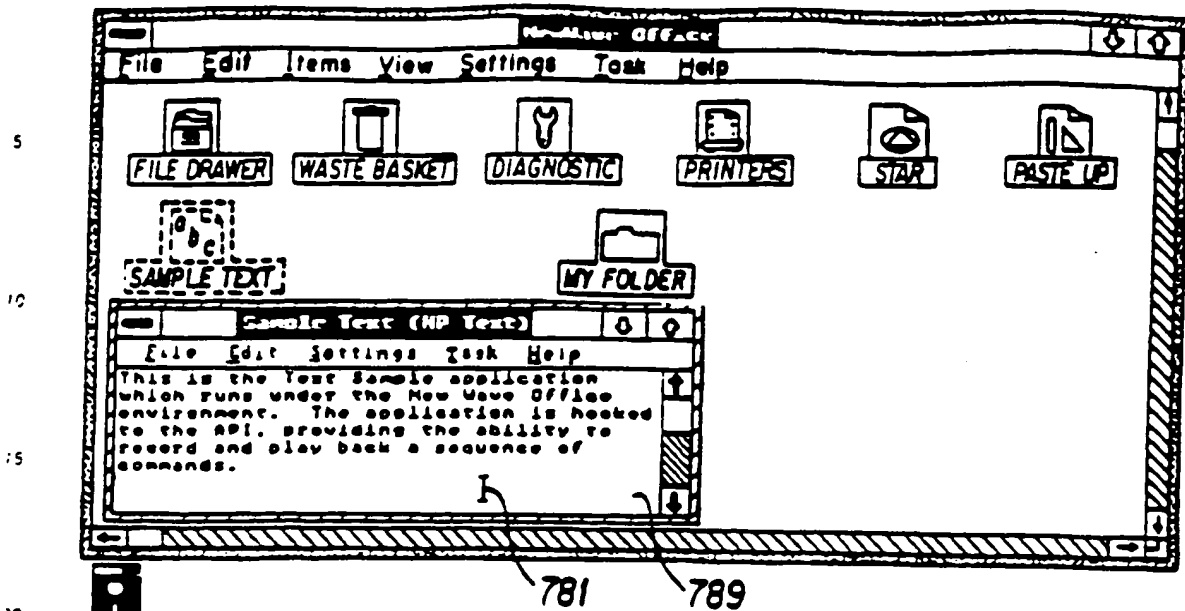 NewWave Office
File Edit Items View Settings Task Help
5
FILE DRAWER WASTE BASKET DIAGNOSTIC PRINTERS STAR PASTE UP
abc
SAMPLE TEXT MY FOLDER
10
Sample Text (HP Text)
File Edit Settings Task Help
This is the Text Sample application
which runs under the New Wave Office
environment. The application is hooked
to the API, providing the ability to
15
record and play back a sequence of
commands.
781 789